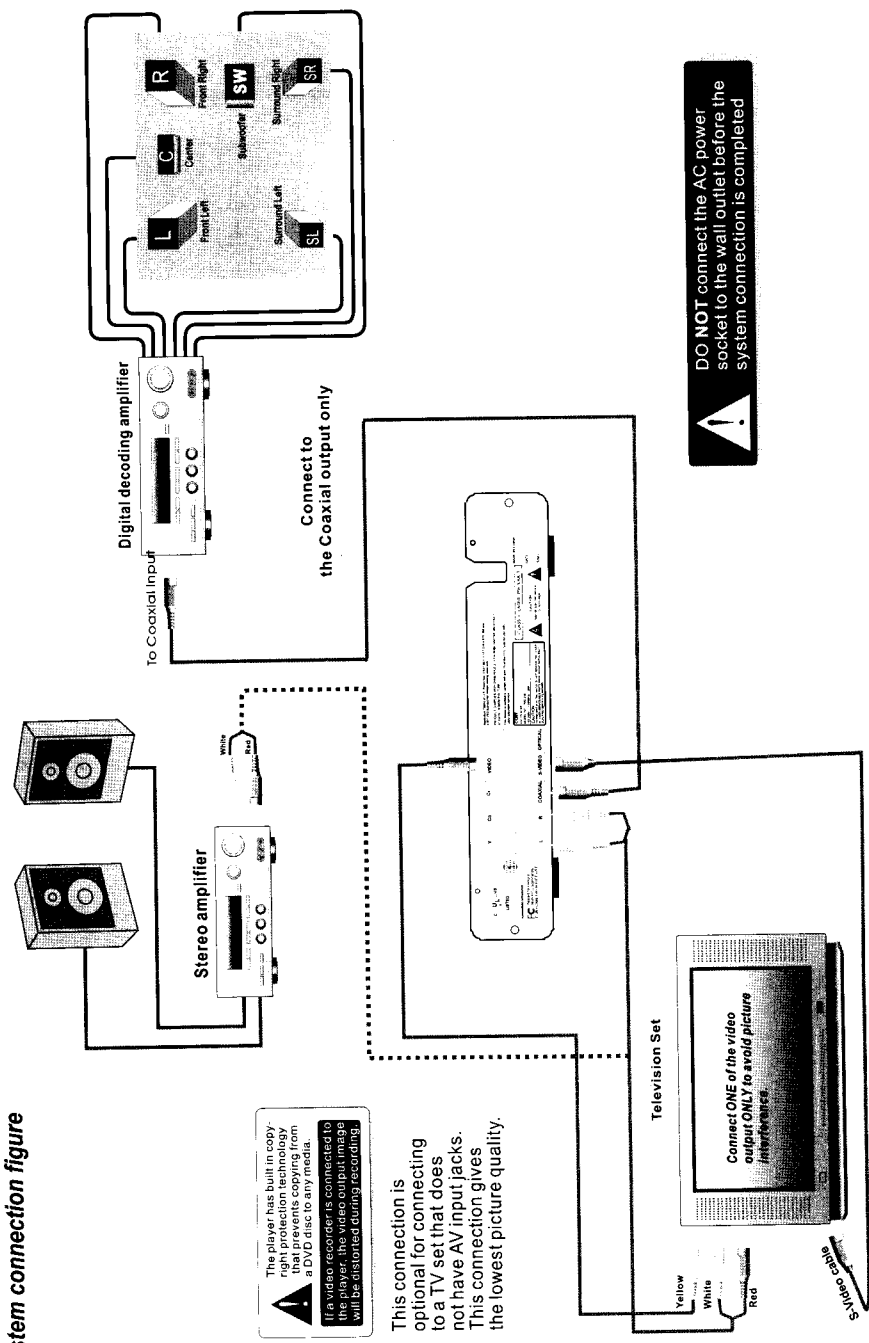 stem connection figure
The player has built in copy-
right protection technology
that prevents copying from
a DVD disc to any media.
If a video recorder is connected to
the player, the video output image
will be distorted during recording.
This connection is
optional for connecting
to a TV set that does
not have AV input jacks.
This connection gives
the lowest picture quality.
Stereo amplifier
White
Red
To Coaxial Input
Digital decoding amplifier
L
Front Left
C
Center
R
Front Right
SW
Subwoofer
SL
Surround Left
SR
Surround Right
Connect to
the Coaxial output only
VIDEO
Y
L
R
COAXIAL
S-VIDEO
OPTICAL
FC
LISTED
CAUTION
Television Set
Connect ONE of the video
output ONLY to avoid picture
interference.
Yellow
White
Red
S-Video cable
DO NOT connect the AC power
socket to the wall outlet before the
system connection is completed